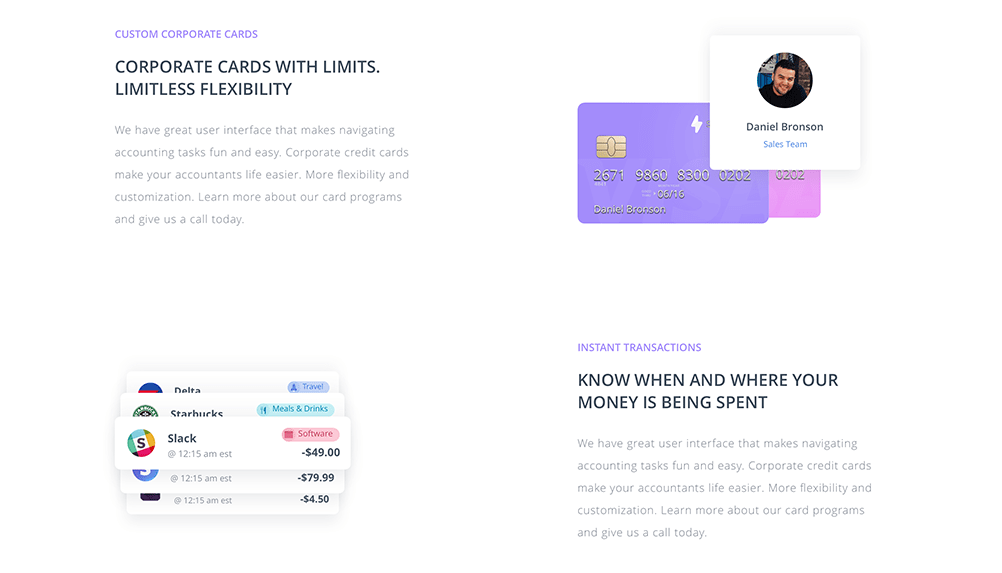 CUSTOM CORPORATE CARDS
CORPORATE CARDS WITH LIMITS.
LIMITLESS FLEXIBILITY
We have great user interface that makes navigating
accounting tasks fun and easy. Corporate credit cards
make your accountants life easier. More flexibility and
customization. Learn more about our card programs
and give us a call today.
Daniel Bronson
Sales Team
2671 9860 8300 0202
0202
06/16
Daniel Bronson
Delta
Travel
Starbucks
Meals & Drinks
Slack
Software
@ 12:15 am est
-$49.00
@ 12:15 am est
-$79.99
@ 12:15 am est
-$4.50
INSTANT TRANSACTIONS
KNOW WHEN AND WHERE YOUR
MONEY IS BEING SPENT
We have great user interface that makes navigating
accounting tasks fun and easy. Corporate credit cards
make your accountants life easier. More flexibility and
customization. Learn more about our card programs
and give us a call today.